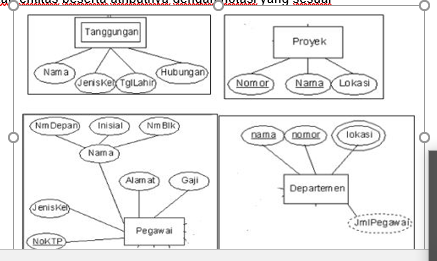 entitas beserta atributnya dengan notasi yang sesuai
Tanggungan
Nama
JenisKel
TglLahir
Hubungan
Proyek
Nomor
Nama
Lokasi
NmDepan
Inisial
NmBlk
Nama
Alamat
Gaji
JenisKel
NoKTP
Pegawai
nama
nomor
lokasi
Departemen
JmlPegawai